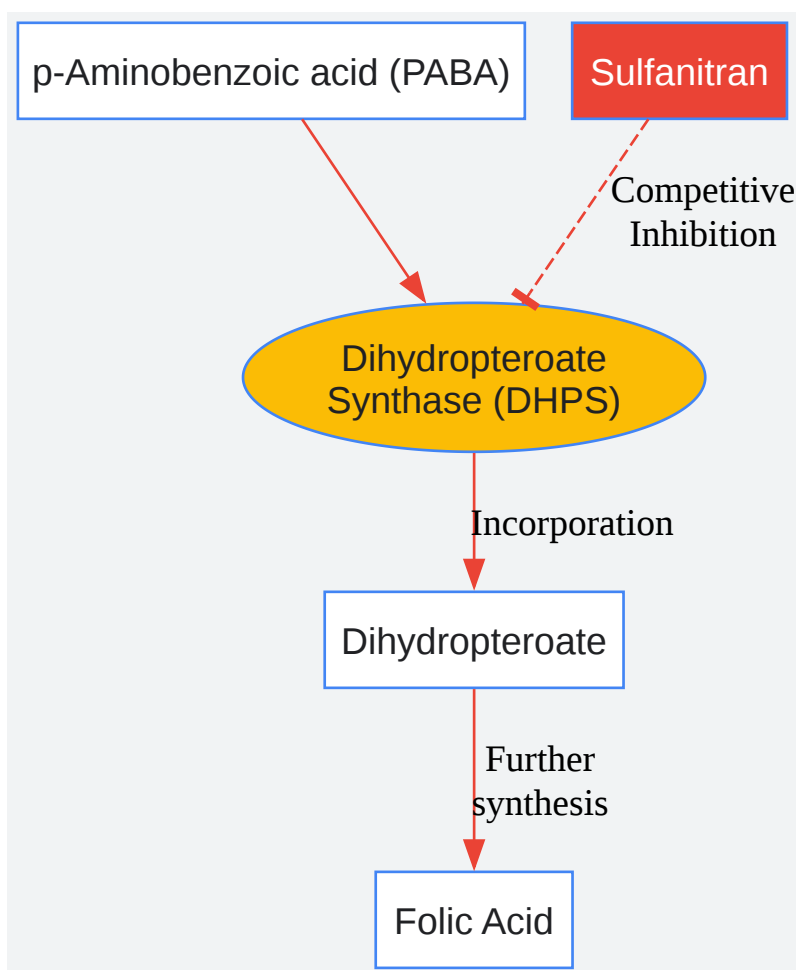 p-Aminobenzoic acid (PABA)
Sulfanitran
Competitive
Inhibition
Dihydropteroate
Synthase (DHPS)
Incorporation
Dihydropteroate
Further
synthesis
Folic Acid